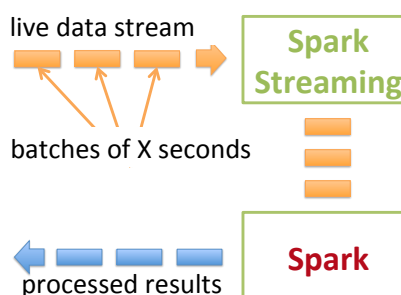 live data stream
Spark
Streaming
batches of X seconds
Spark
processed results